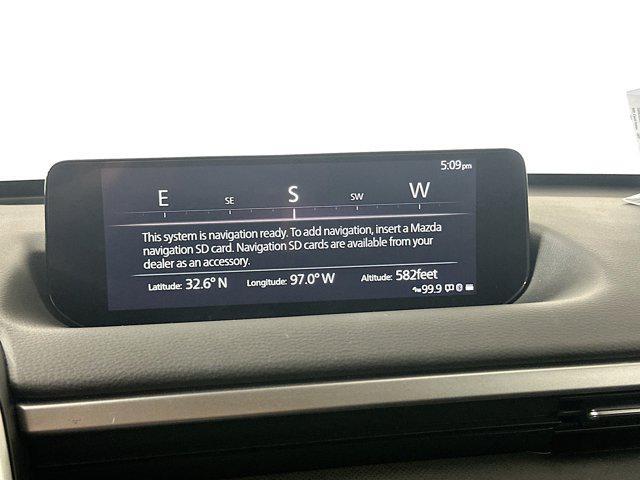 5:09pm
E SE S SW W
This system is navigation ready. To add navigation, insert a Mazda
navigation SD card. Navigation SD cards are available from your
dealer as an accessory.
Latitude: 32.6° N Longitude: 97.0° W Altitude: 582feet
99.9